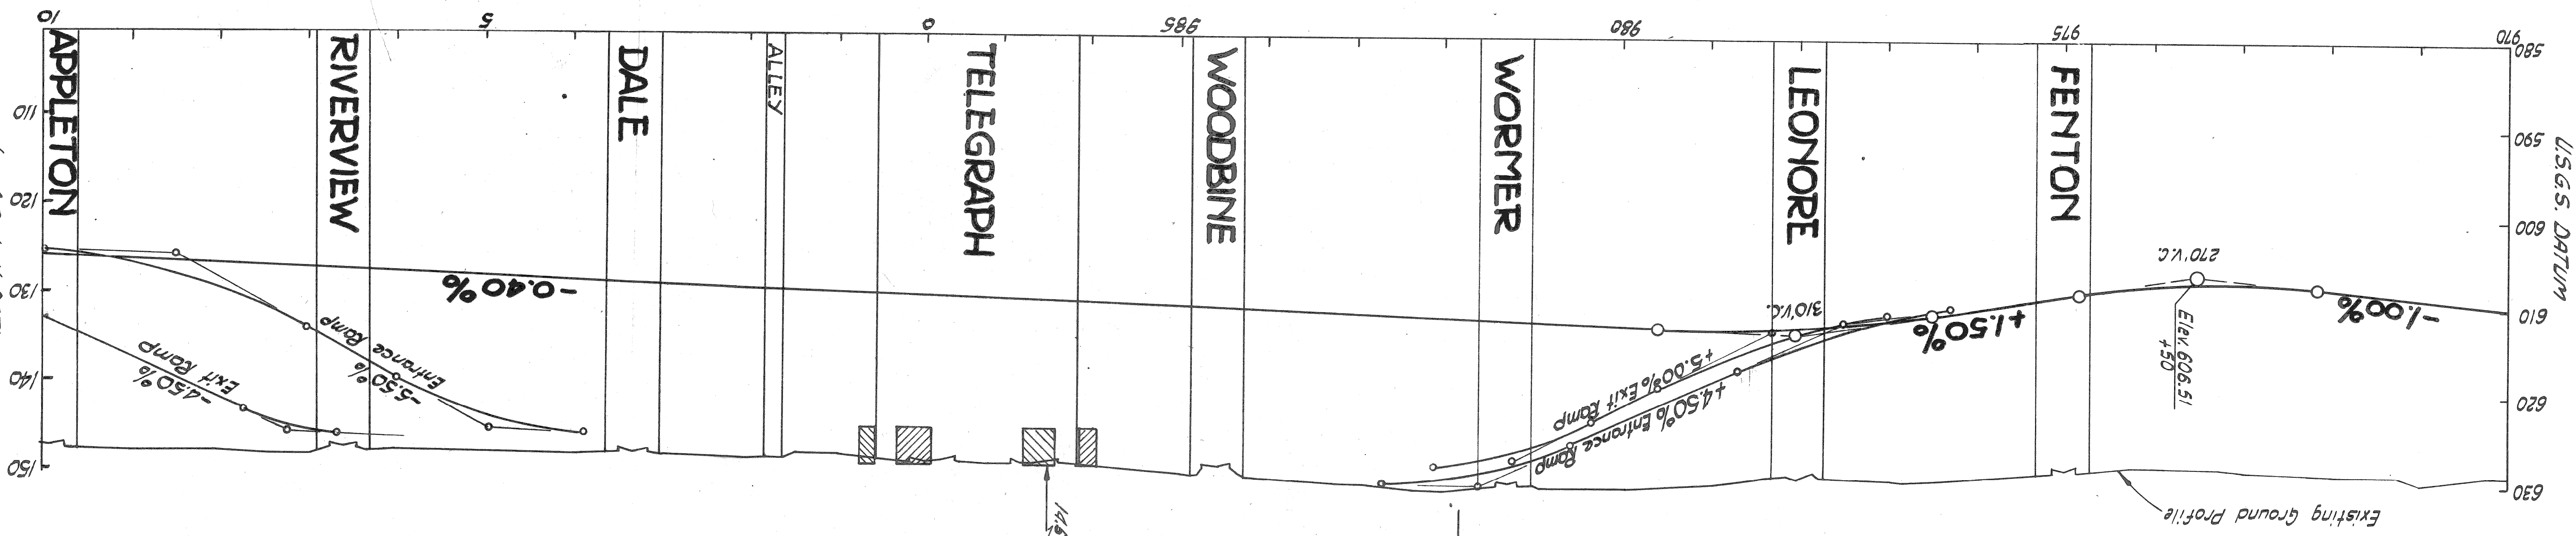 10
5
0
985
980
975
970
APPLETON
RIVERVIEW
DALE
ALLEY
TELEGRAPH
WOODBINE
WORMER
LEONORE
FENTON
110
120
130
140
150
580
590
600
610
620
630
U.S.G.S. DATUM
-0.40%
-5.50%
Entrance Ramp
-4.50%
Exit Ramp
+5.00% Exit Ramp
+4.50% Entrance Ramp
310' V.C.
+1.50%
270' V.C.
Elev. 606.51
+50
-1.00%
Existing Ground Profile